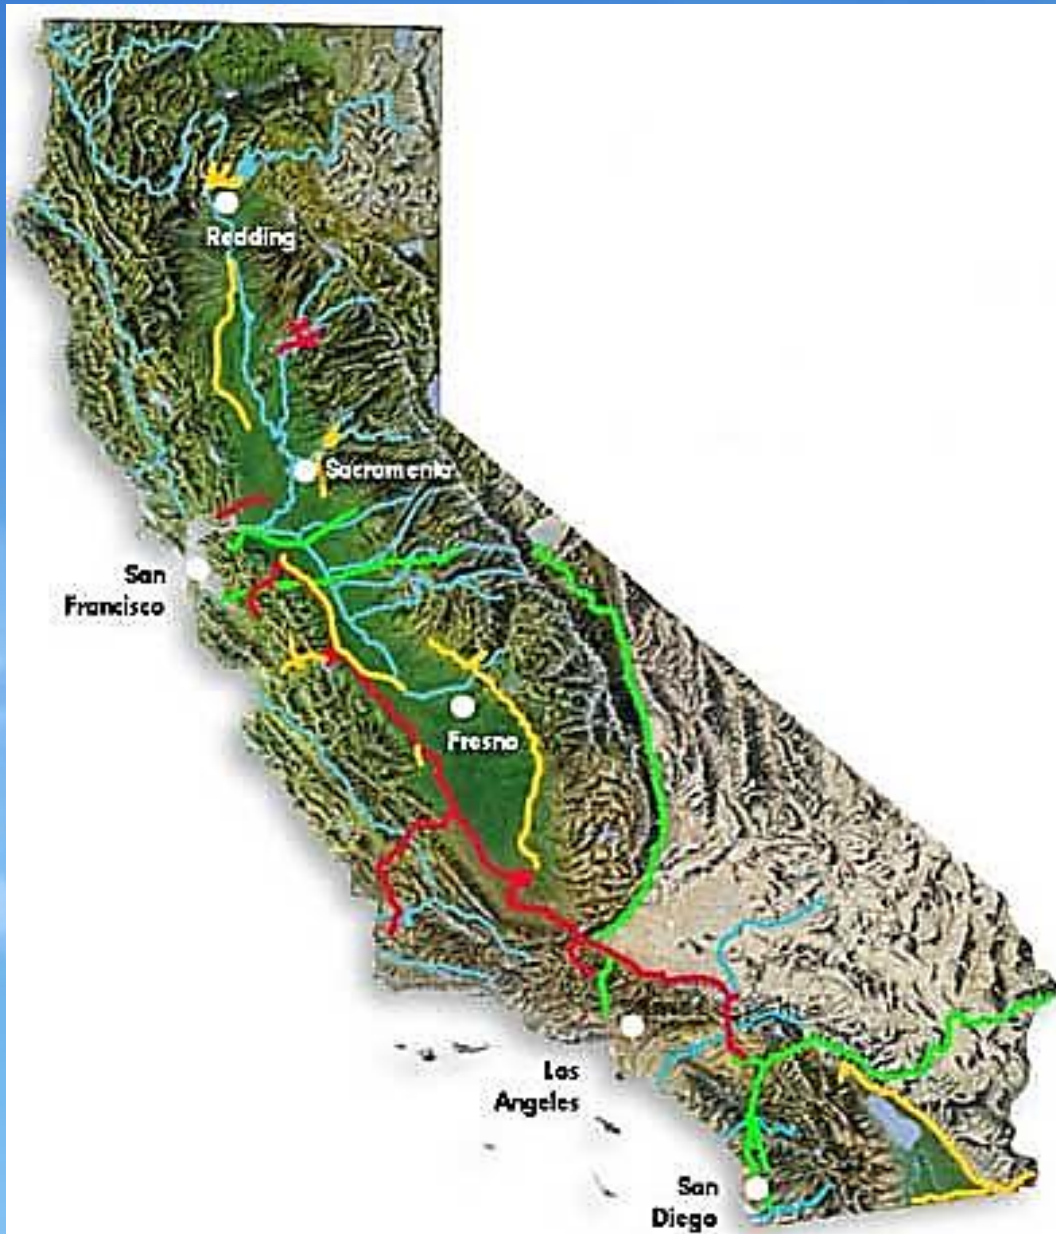 Redding
Sacramento
San
Francisco
Fresno
Los
Angeles
San
Diego